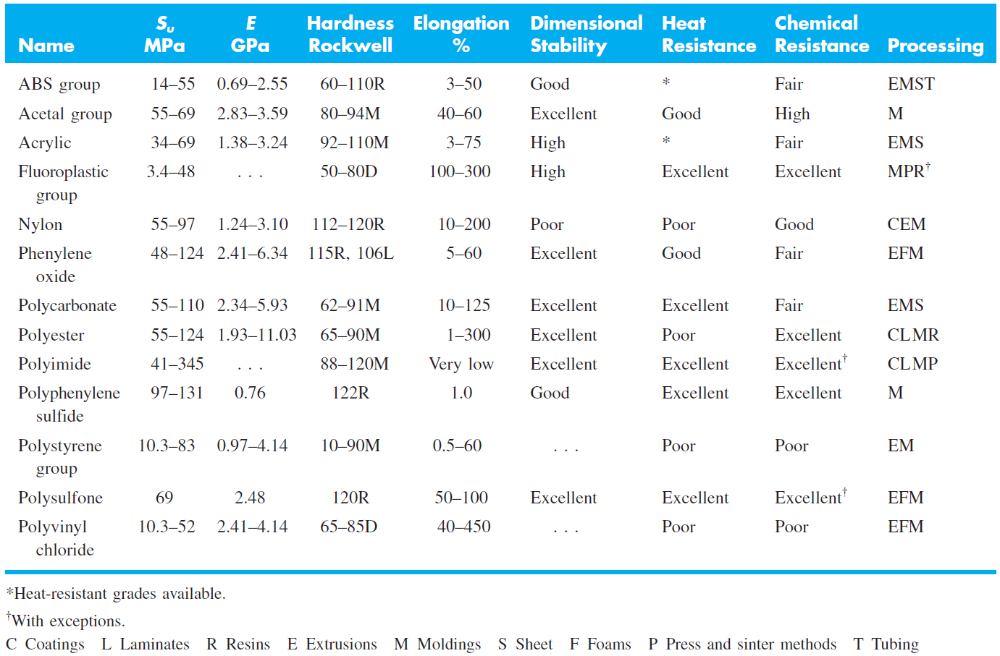 Name Su MPa E GPa Hardness Rockwell Elongation % Dimensional Stability Heat Resistance Chemical Resistance Processing
ABS group 14–55 0.69–2.55 60–110R 3–50 Good * Fair EMST
Acetal group 55–69 2.83–3.59 80–94M 40–60 Excellent Good High M
Acrylic 34–69 1.38–3.24 92–110M 3–75 High * Fair EMS
Fluoroplastic 3.4–48 . . . 50–80D 100–300 High Excellent Excellent MPR†
group
Nylon 55–97 1.24–3.10 112–120R 10–200 Poor Poor Good CEM
Phenylene 48–124 2.41–6.34 115R, 106L 5–60 Excellent Good Fair EFM
oxide
Polycarbonate 55–110 2.34–5.93 62–91M 10–125 Excellent Excellent Fair EMS
Polyester 55–124 1.93–11.03 65–90M 1–300 Excellent Poor Excellent CLMR
Polyimide 41–345 . . . 88–120M Very low Excellent Excellent Excellent† CLMP
Polyphenylene 97–131 0.76 122R 1.0 Good Excellent Excellent M
sulfide
Polystyrene 10.3–83 0.97–4.14 10–90M 0.5–60 . . . Poor Poor EM
group
Polysulfone 69 2.48 120R 50–100 Excellent Excellent Excellent† EFM
Polyvinyl 10.3–52 2.41–4.14 65–85D 40–450 . . . Poor Poor EFM
chloride
*Heat-resistant grades available.
†With exceptions.
C Coatings L Laminates R Resins E Extrusions M Moldings S Sheet F Foams P Press and sinter methods T Tubing